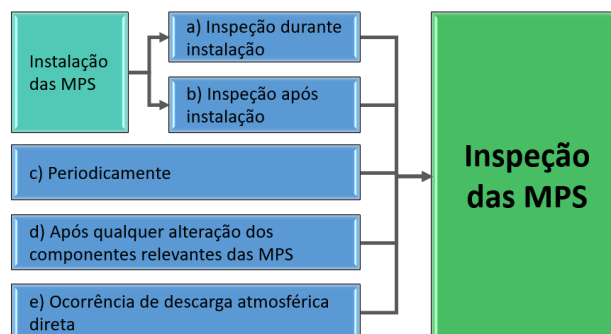 Instalação
das MPS
a) Inspeção durante
instalação
b) Inspeção após
instalação
c) Periodicamente
d) Após qualquer alteração dos
componentes relevantes das MPS
e) Ocorrência de descarga atmosférica
direta
Inspeção
das MPS